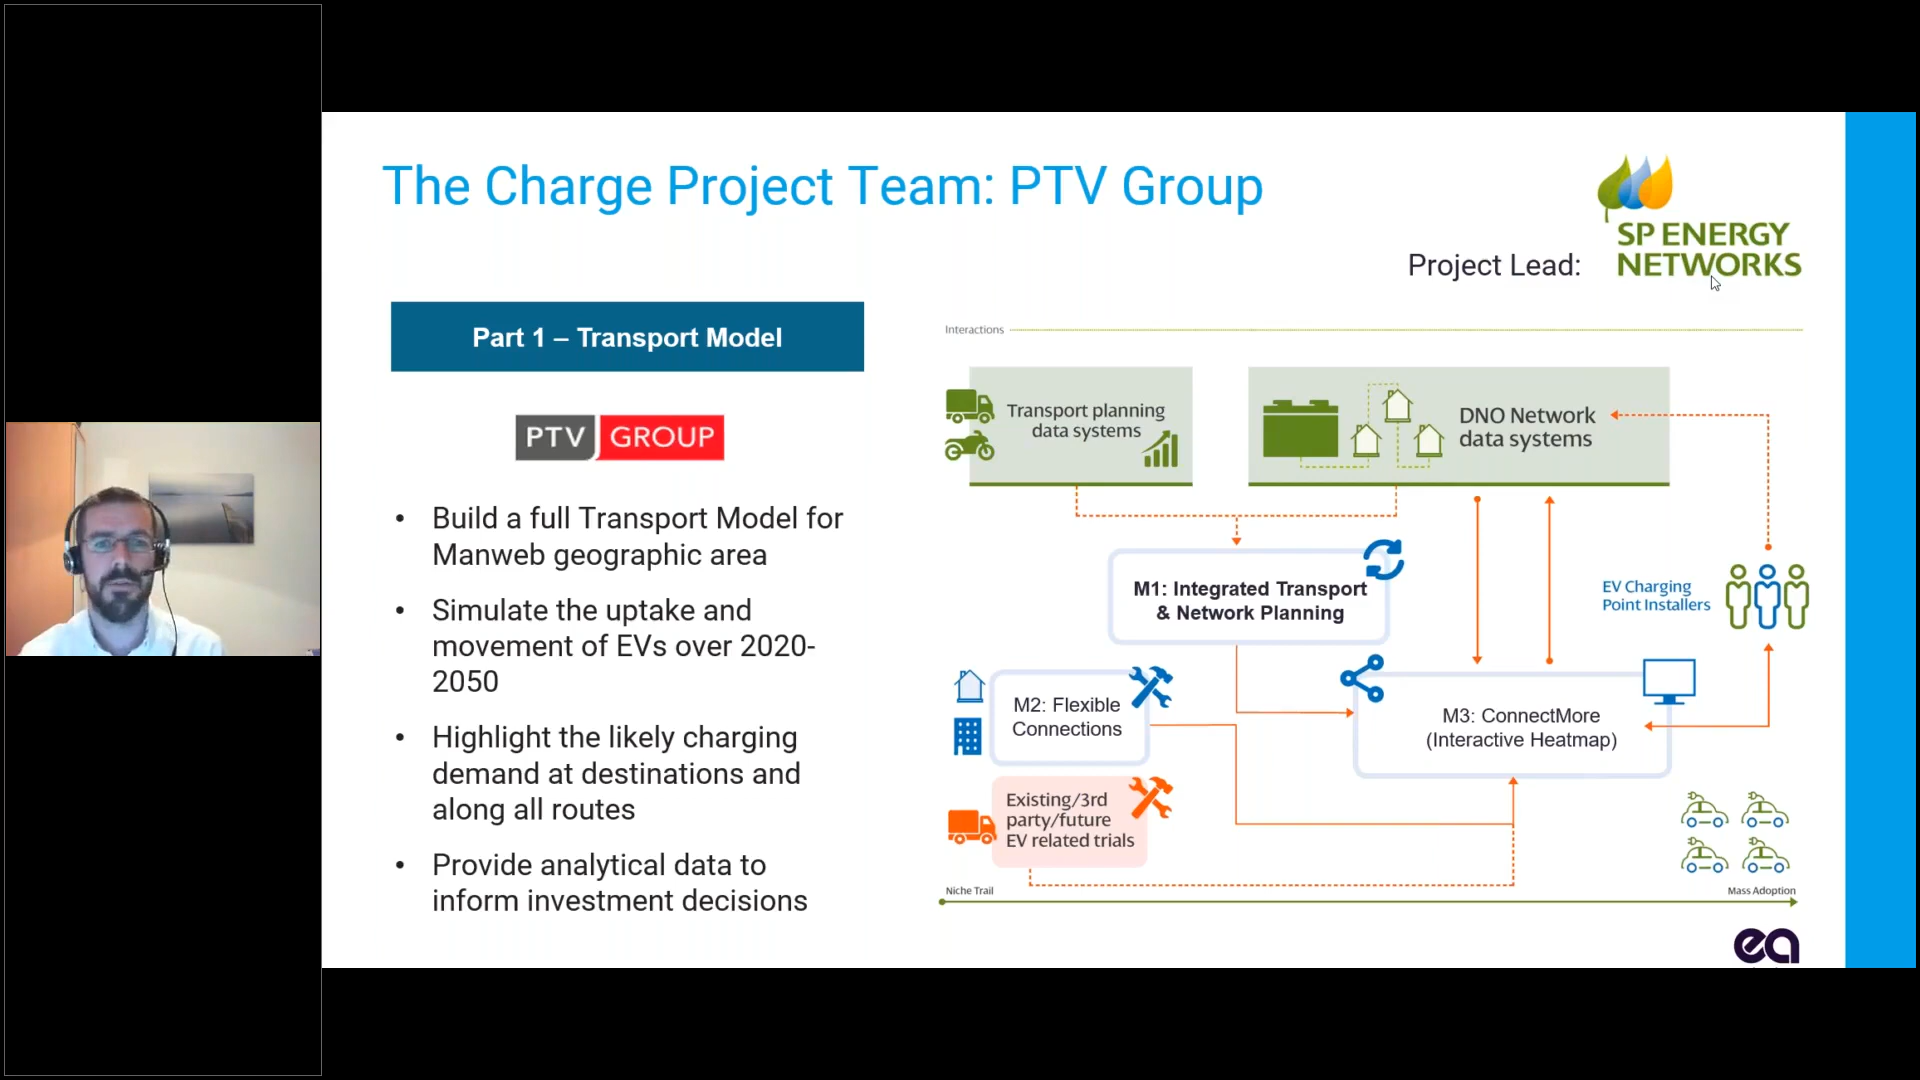 The Charge Project Team: PTV Group
SP ENERGY
NETWORKS
Project Lead:
Part 1 – Transport Model
PTV GROUP
• Build a full Transport Model for
Manweb geographic area
• Simulate the uptake and
movement of EVs over 2020-
2050
• Highlight the likely charging
demand at destinations and
along all routes
• Provide analytical data to
inform investment decisions
Interactions
Transport planning
data systems
DNO Network
data systems
M1: Integrated Transport
& Network Planning
EV Charging
Point Installers
M2: Flexible
Connections
M3: ConnectMore
(Interactive Heatmap)
Existing/3rd
party/future
EV related trials
Niche Trail
Mass Adoption
ea